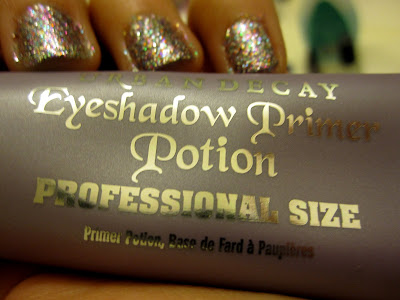 URBAN DECAY
Eyeshadow Primer
Potion
PROFESSIONAL SIZE
Primer Potion, Base de Fard à Paupières